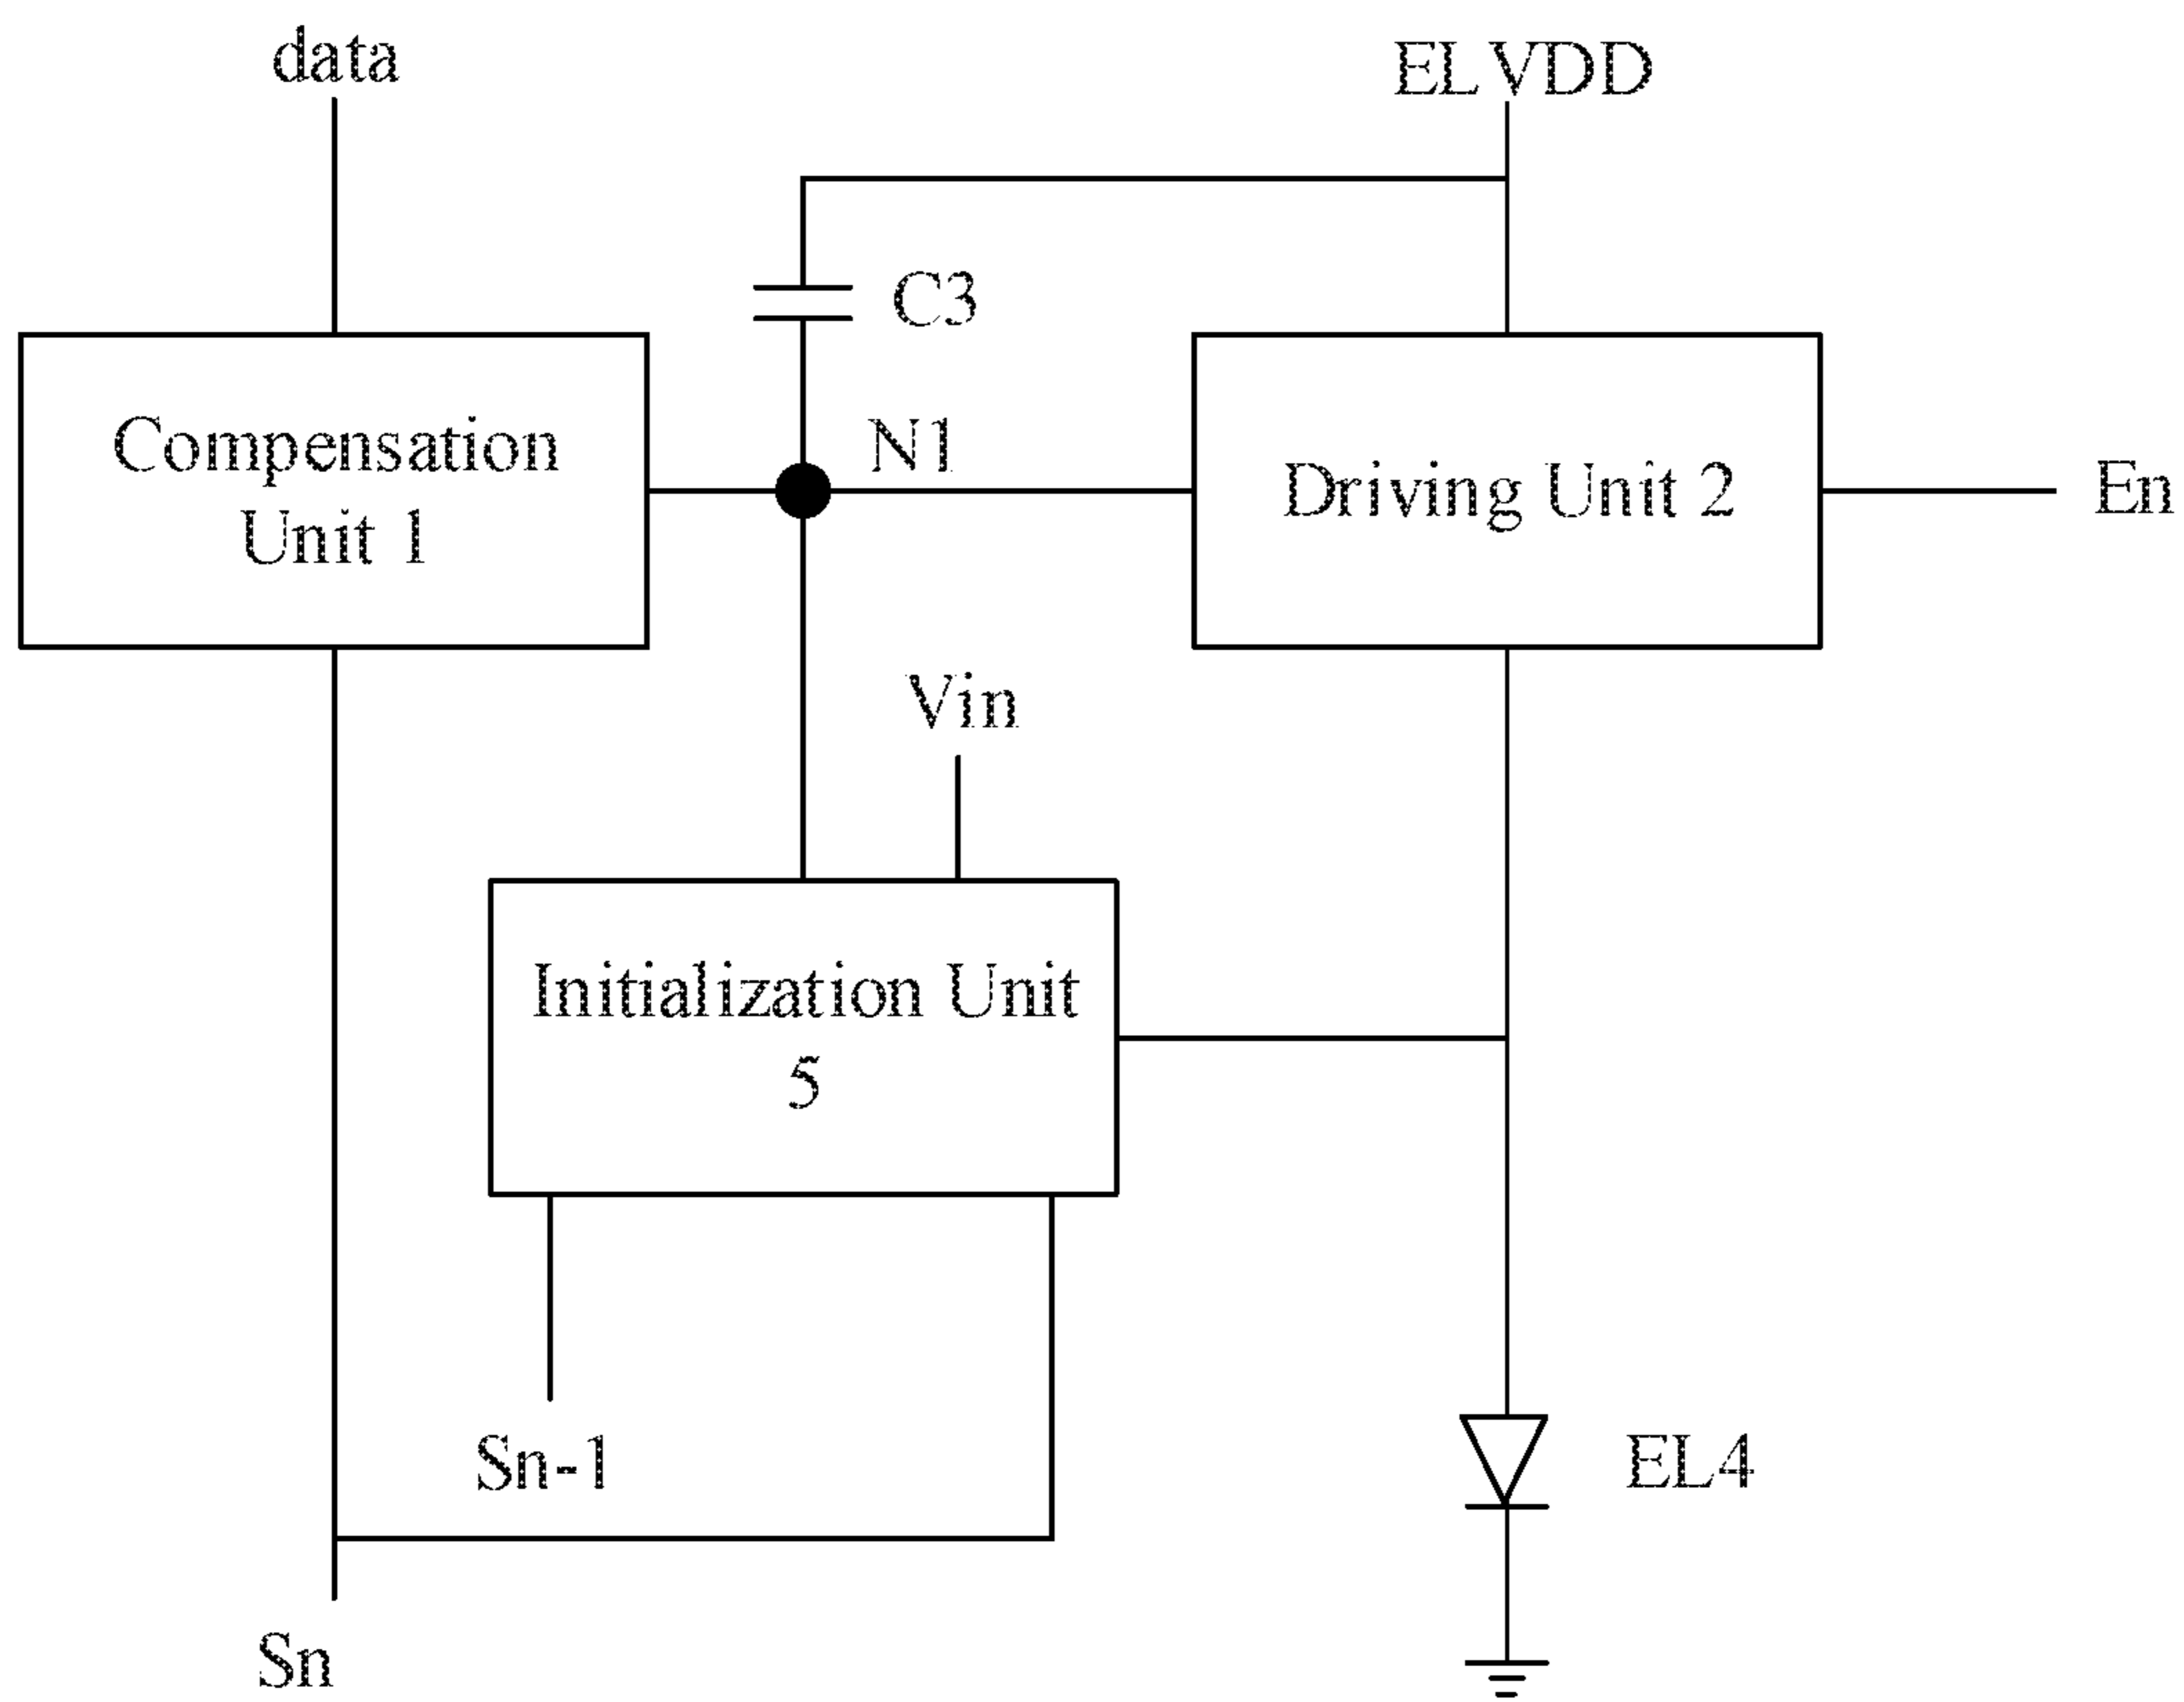 data
ELVDD
C3
Compensation
Unit 1
N1
Driving Unit 2
En
Vin
Initialization Unit
5
Sn-1
EL4
Sn